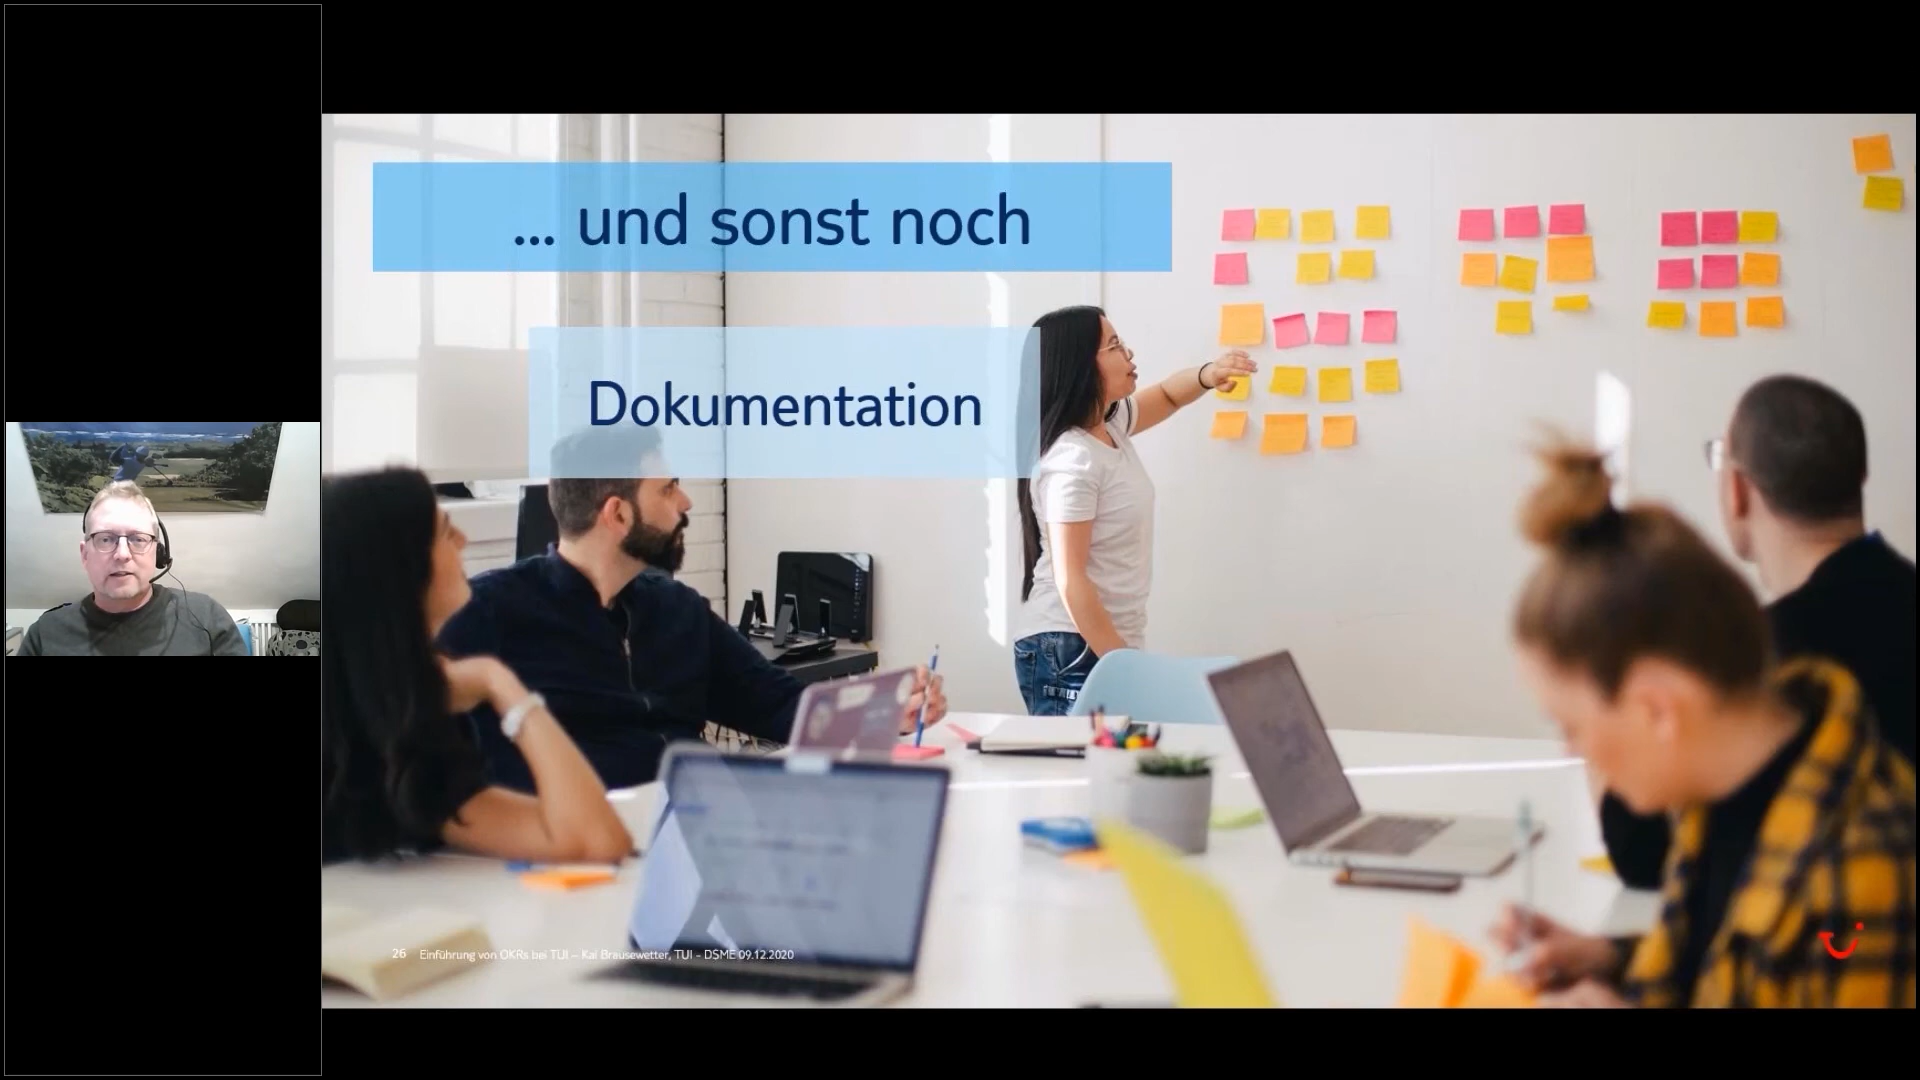 ... und sonst noch
Dokumentation
26 Einführung von OKRs bei TUI – Kai Brausewetter, TUI - DSME 09.12.2020